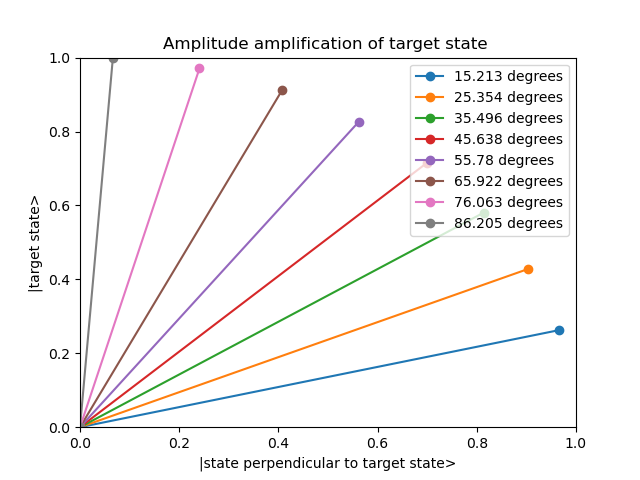 Amplitude amplification of target state
1.0
0.8
0.6
0.4
0.2
0.0
|target state>
15.213 degrees
25.354 degrees
35.496 degrees
45.638 degrees
55.78 degrees
65.922 degrees
76.063 degrees
86.205 degrees
0.0 0.2 0.4 0.6 0.8 1.0
|state perpendicular to target state>